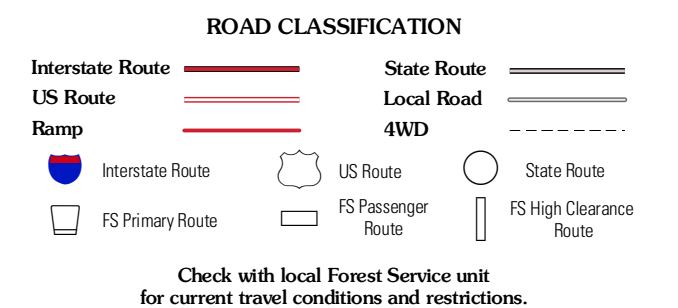 ROAD CLASSIFICATION
Interstate Route
State Route
US Route
Local Road
Ramp
4WD
Interstate Route
US Route
State Route
FS Primary Route
FS Passenger
Route
FS High Clearance
Route
Check with local Forest Service unit
for current travel conditions and restrictions.